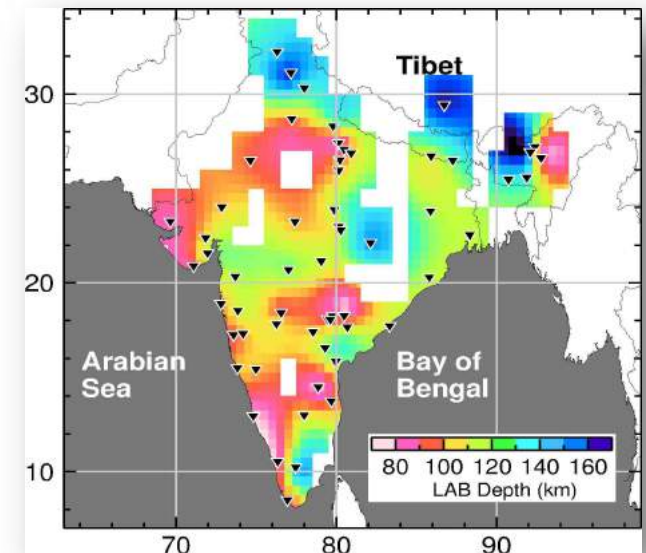 Tibet
30
20
Arabian
Sea
Bay of
Bengal
80 100 120 140 160
LAB Depth (km)
10
70 80 90